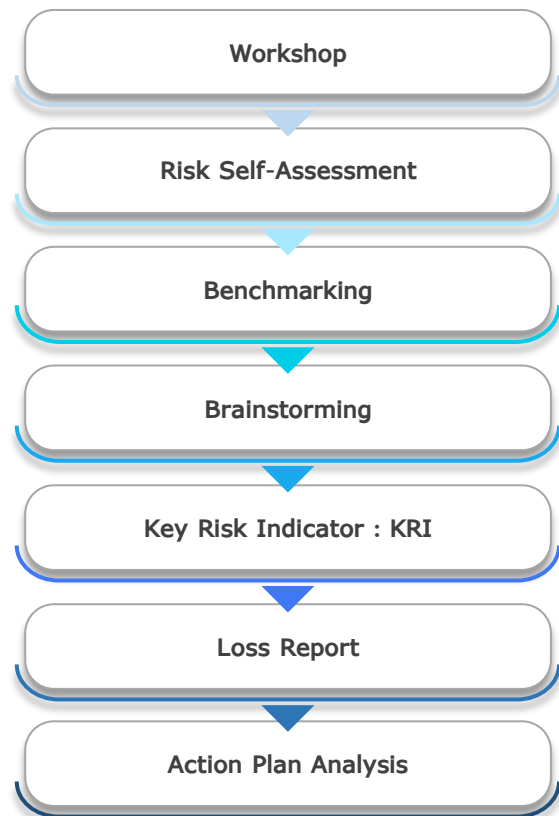 Workshop
Risk Self-Assessment
Benchmarking
Brainstorming
Key Risk Indicator : KRI
Loss Report
Action Plan Analysis